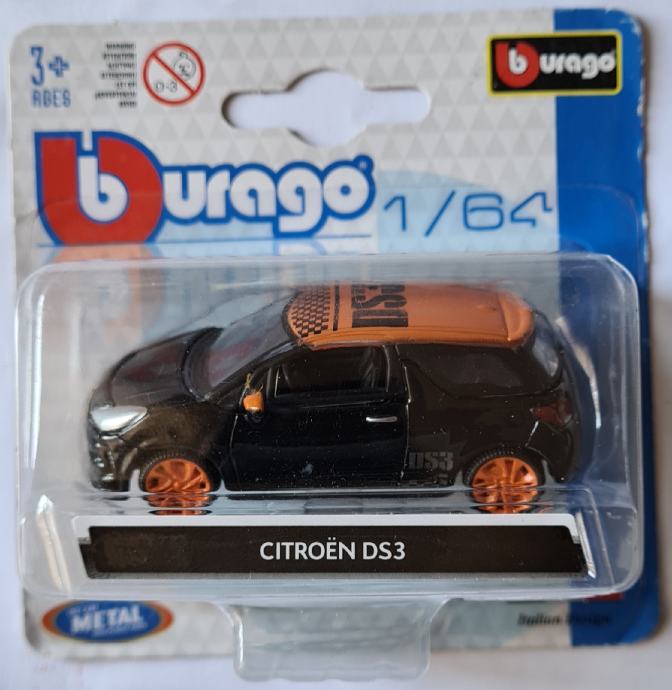 3+
AGES
0-3
burago
burago
1/64
DS3
DS3
CITROËN DS3
METAL
Italian Design